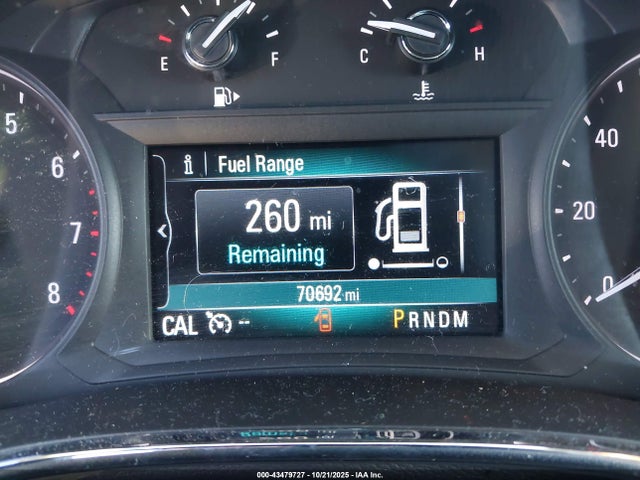 E F
C H
5
6
7
8
i Fuel Range
260 mi
Remaining
70692 mi
CAL -- PRNDM
40
20
0
000-43479727 - 10/21/2025 - IAA Inc.